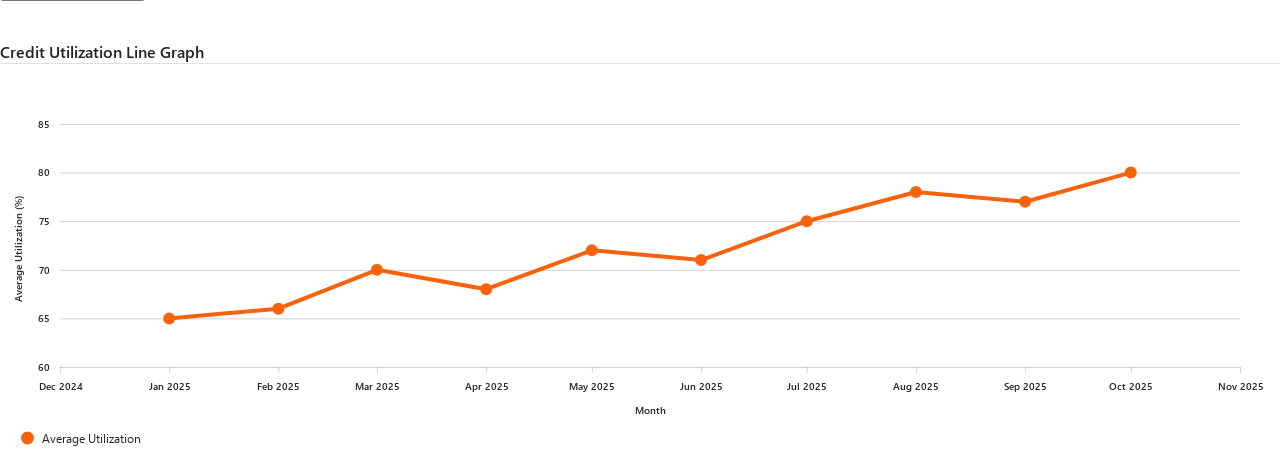 Credit Utilization Line Graph
85
80
75
70
65
60
Average Utilization (%)
Dec 2024 Jan 2025 Feb 2025 Mar 2025 Apr 2025 May 2025 Jun 2025 Jul 2025 Aug 2025 Sep 2025 Oct 2025 Nov 2025
Month
Average Utilization